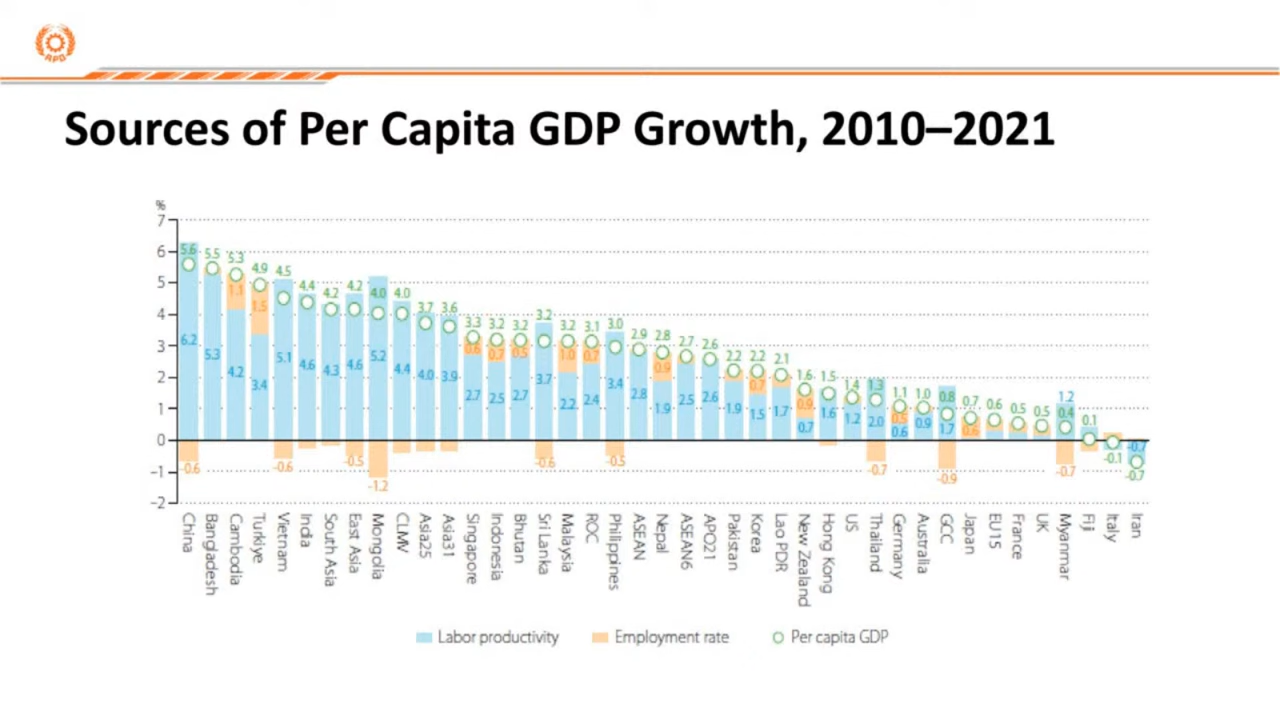 APO
Sources of Per Capita GDP Growth, 2010–2021
%
7
6
5
4
3
2
1
0
−1
−2
5.6 5.5 5.3 4.9 4.5 4.4 4.2 4.2 4.0 4.0 3.7 3.6 3.3 3.2 3.2 3.2 3.2 3.1 3.0 2.9 2.8 2.7 2.6 2.2 2.2 2.1 1.6 1.5 1.4 1.3 1.1 1.0 0.8 0.7 0.6 0.5 0.5 0.4 0.1 -0.1 -0.7
1.1 1.5 0.6 0.7 0.5 1.0 0.7 0.9 0.7 0.9 0.5 0.6
6.2 5.3 4.2 3.4 5.1 4.6 4.3 4.6 5.2 4.4 4.0 3.9 2.7 2.5 2.7 3.7 2.2 2.4 3.4 2.8 1.9 2.5 2.6 1.9 1.5 1.7 0.7 1.6 1.2 2.0 0.6 0.9 1.7 1.2 -0.7
-0.6 -0.6 -0.5 -1.2 -0.6 -0.5 -0.7 -0.9 -0.7
China
Bangladesh
Cambodia
Türkiye
Vietnam
India
South Asia
East Asia
Mongolia
CLMV
Asia25
Asia31
Singapore
Indonesia
Bhutan
Sri Lanka
Malaysia
ROC
Philippines
ASEAN
Nepal
ASEAN6
APO21
Pakistan
Korea
Lao PDR
New Zealand
Hong Kong
US
Thailand
Germany
Australia
GCC
Japan
EU15
France
UK
Myanmar
Fiji
Italy
Iran
Labor productivity
Employment rate
Per capita GDP